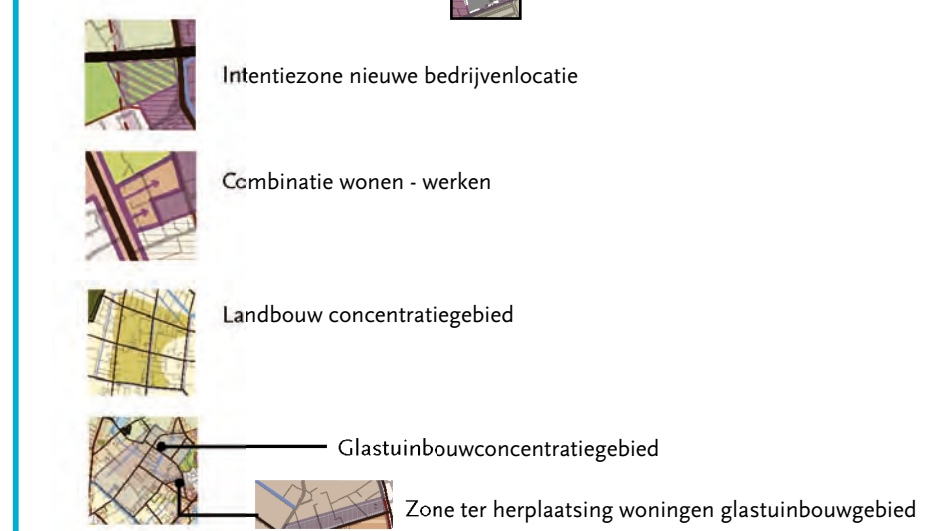 Intentiezone nieuwe bedrijvenlocatie
Combinatie wonen - werken
Landbouw concentratiegebied
Glastuinbouwconcentratiegebied
Zone ter herplaatsing woningen glastuinbouwgebied